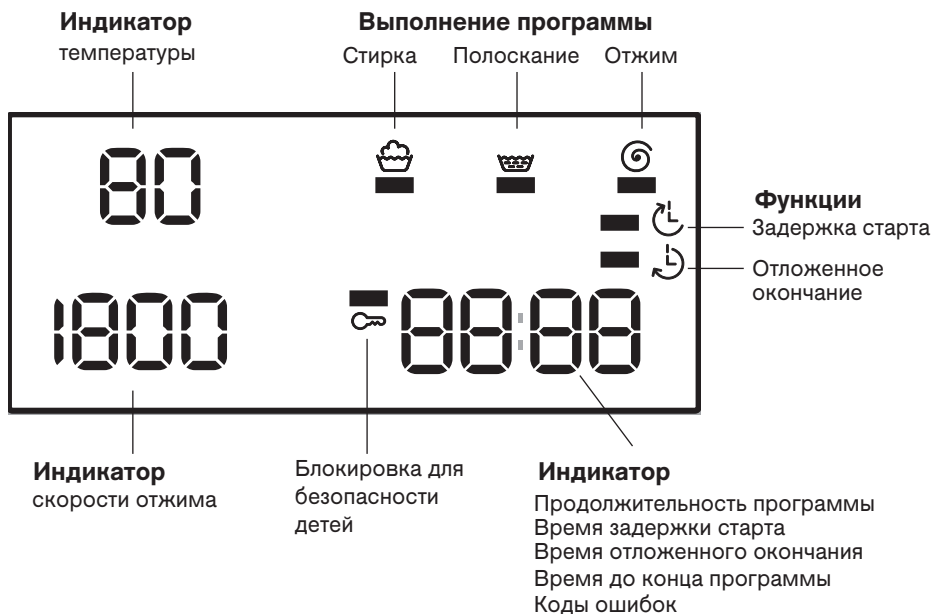 Индикатор
температуры
Выполнение программы
Стирка Полоскание Отжим
80
Функции
Задержка старта
Отложенное
окончание
1800
88:88
Индикатор
скорости отжима
Блокировка для
безопасности
детей
Индикатор
Продолжительность программы
Время задержки старта
Время отложенного окончания
Время до конца программы
Коды ошибок